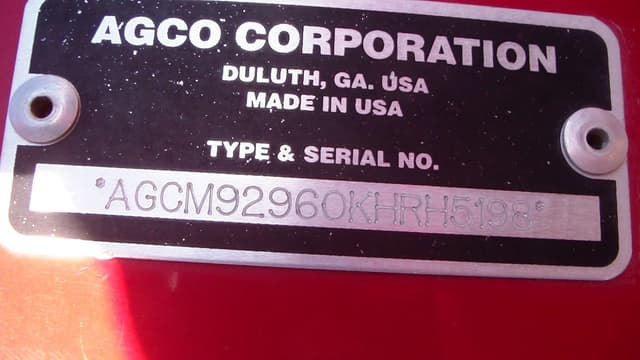 AGCO CORPORATION
DULUTH, GA. USA
MADE IN USA
TYPE & SERIAL NO.
*AGCM92960KHRH5198*